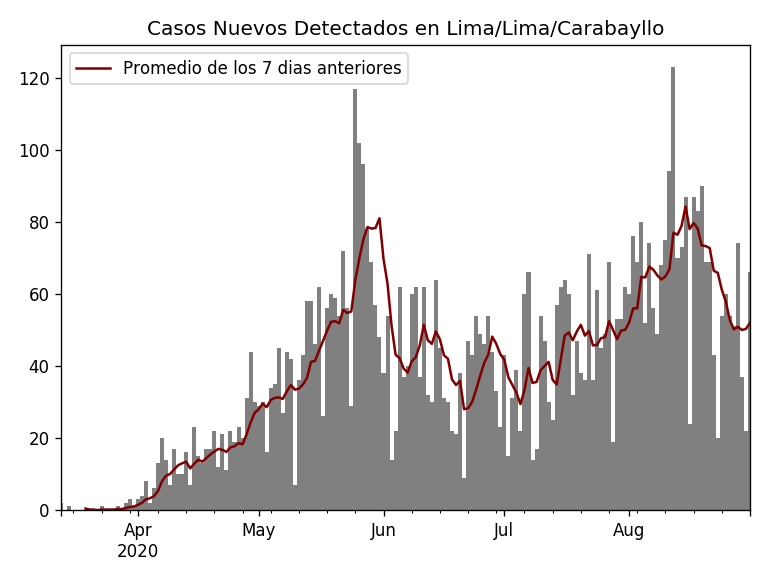 Casos Nuevos Detectados en Lima/Lima/Carabayllo
Promedio de los 7 dias anteriores
120
100
80
60
40
20
0
Apr May Jun Jul Aug
2020